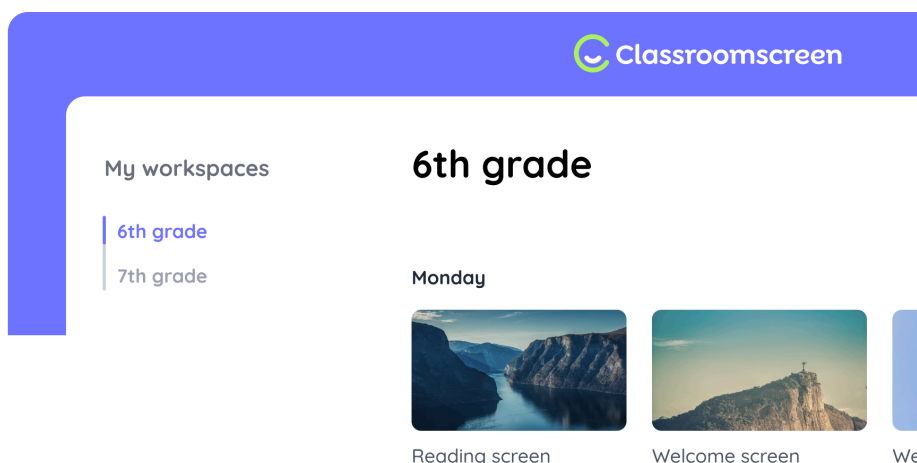 Classroomscreen
My workspaces
6th grade
7th grade
6th grade
Monday
Reading screen
Welcome screen